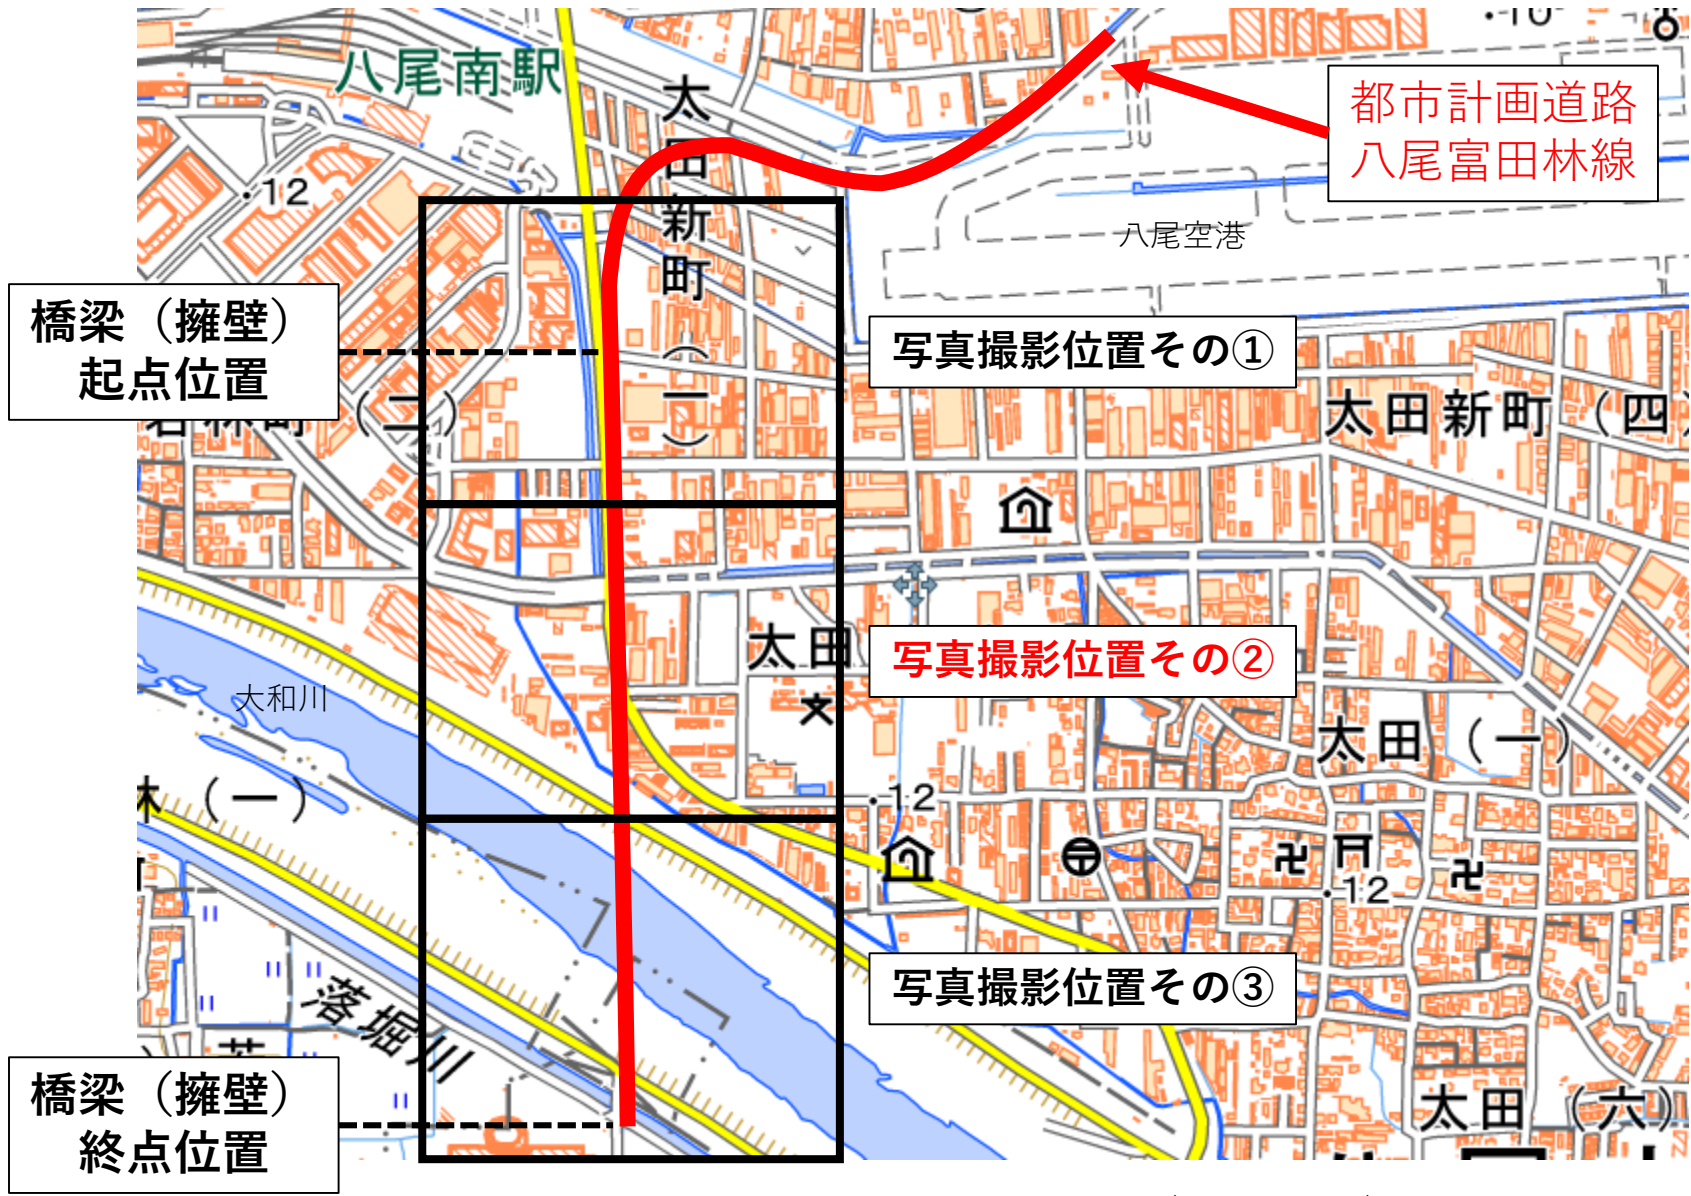 八尾南駅
太田新町（一）
都市計画道路
八尾富田林線
・12
八尾空港
橋梁（擁壁）
起点位置
写真撮影位置その①
（二）
太田新町（四）
太田
写真撮影位置その②
大和川
太田（一）
林（一）
・12
・12
写真撮影位置その③
落堀川
橋梁（擁壁）
終点位置
太田（六）